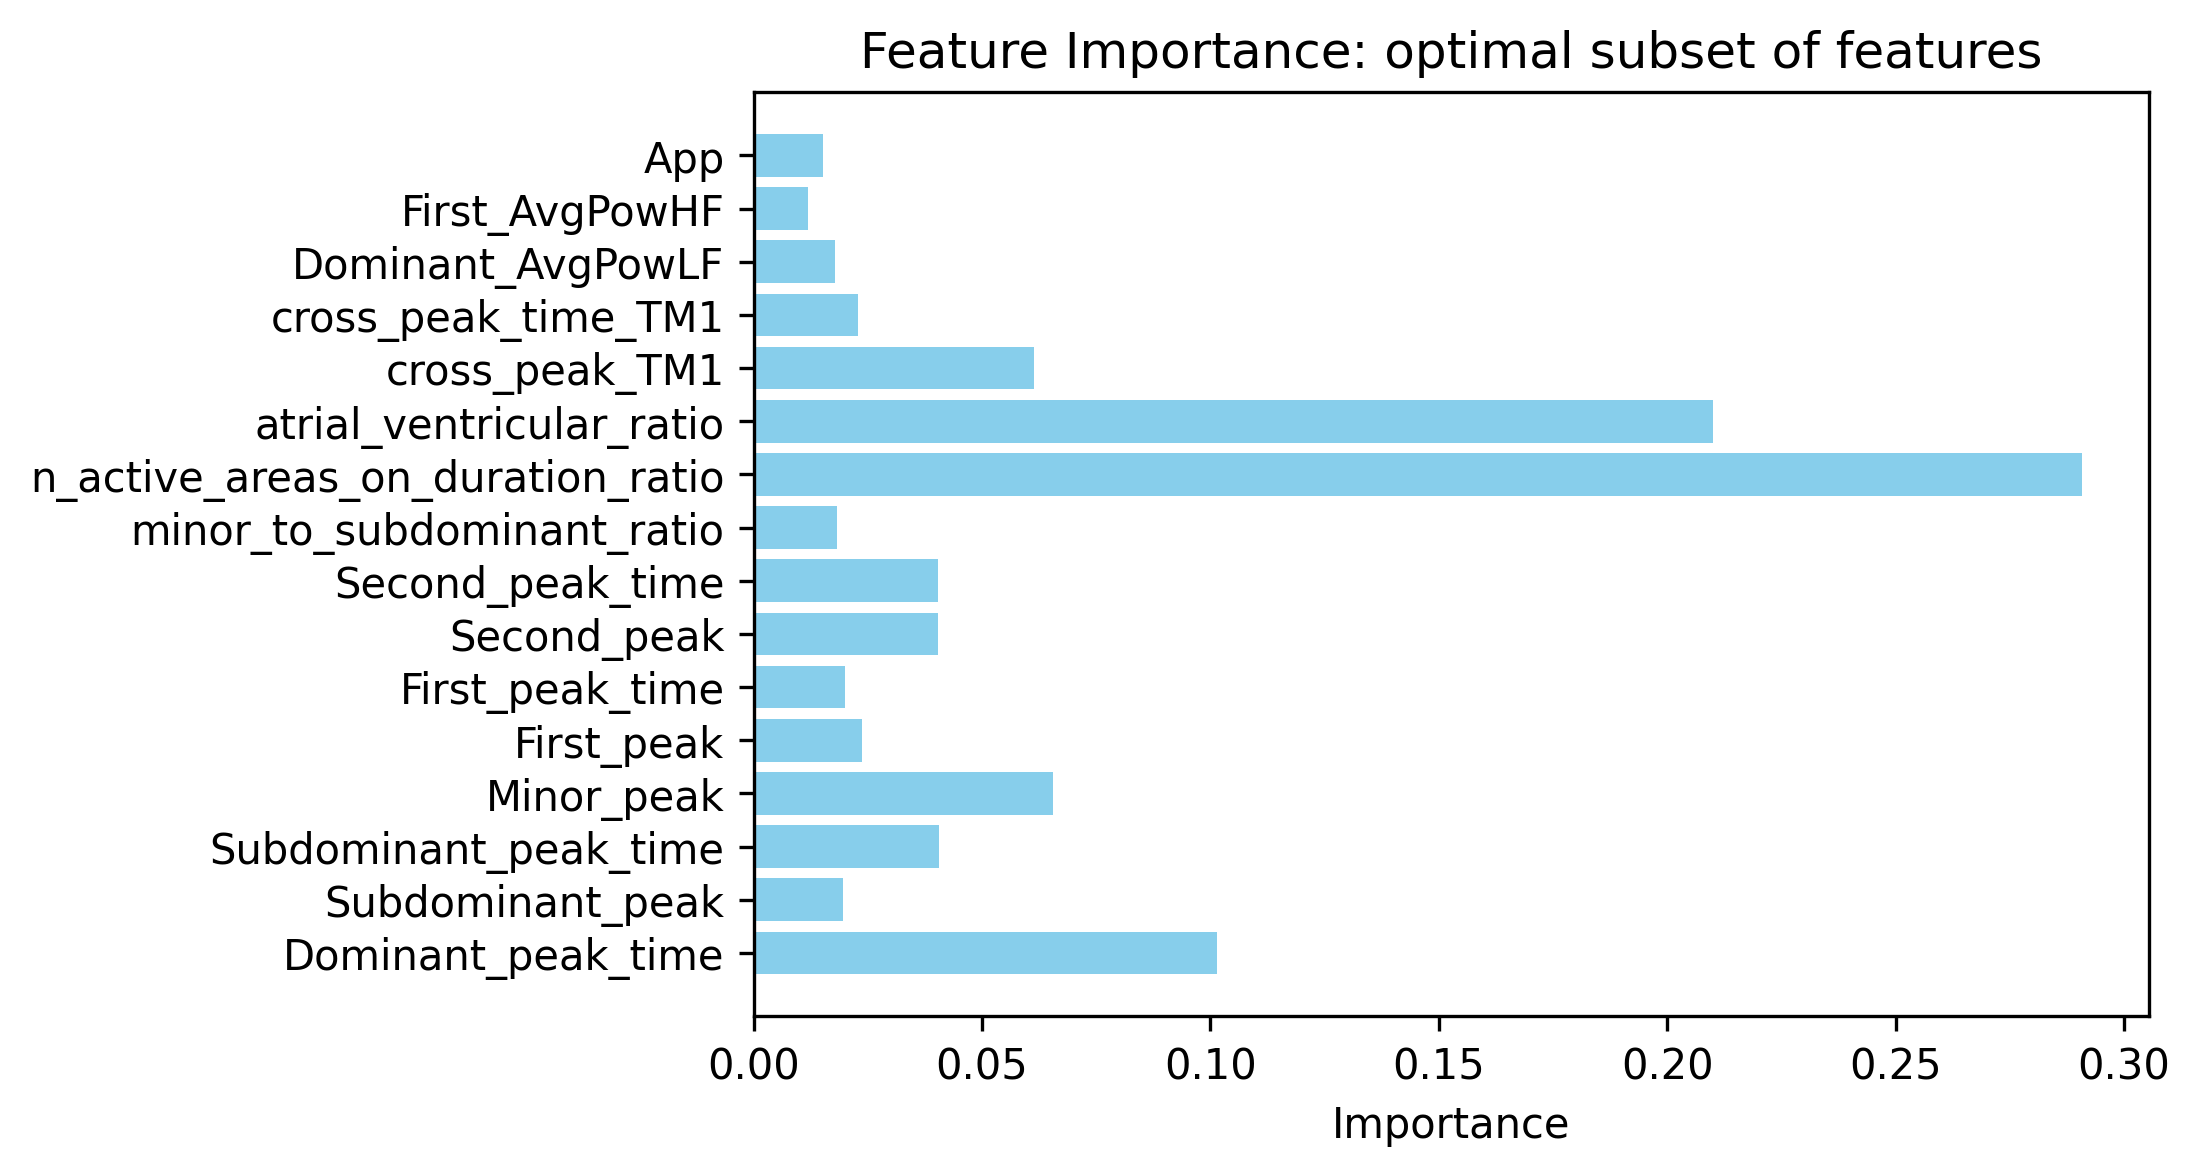 Feature Importance: optimal subset of features
App
First_AvgPowHF
Dominant_AvgPowLF
cross_peak_time_TM1
cross_peak_TM1
atrial_ventricular_ratio
n_active_areas_on_duration_ratio
minor_to_subdominant_ratio
Second_peak_time
Second_peak
First_peak_time
First_peak
Minor_peak
Subdominant_peak_time
Subdominant_peak
Dominant_peak_time
0.00 0.05 0.10 0.15 0.20 0.25 0.30
Importance